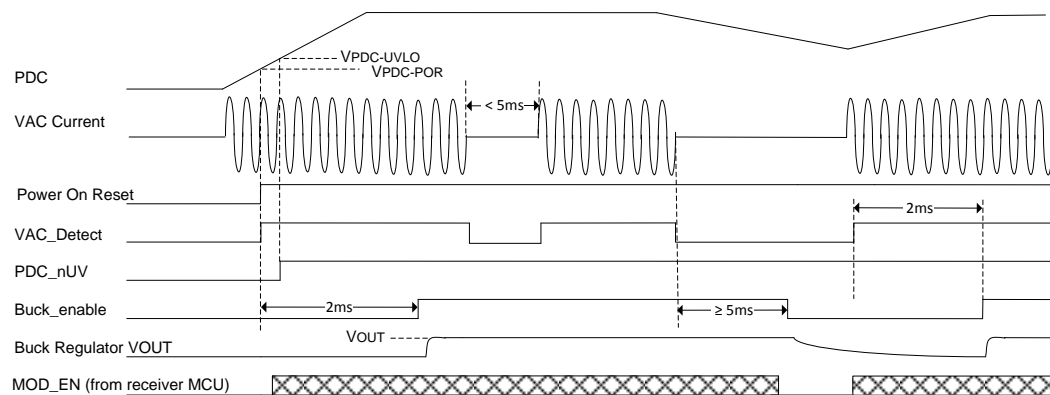 VPDC-UVLO
VPDC-POR
PDC
< 5ms
VAC Current
Power On Reset
2ms
VAC_Detect
PDC_nUV
Buck_enable
2ms
≥ 5ms
VOUT
Buck Regulator VOUT
MOD_EN (from receiver MCU)